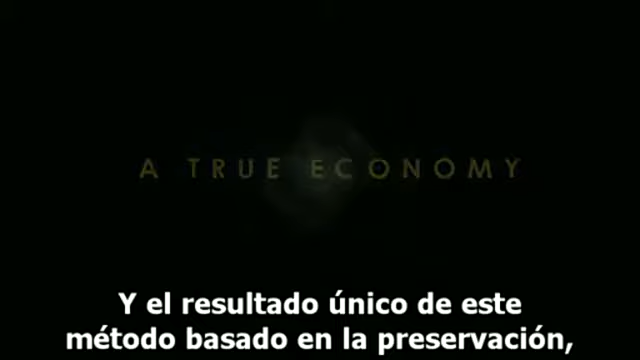 A TRUE ECONOMY
Y el resultado único de este
método basado en la preservación,